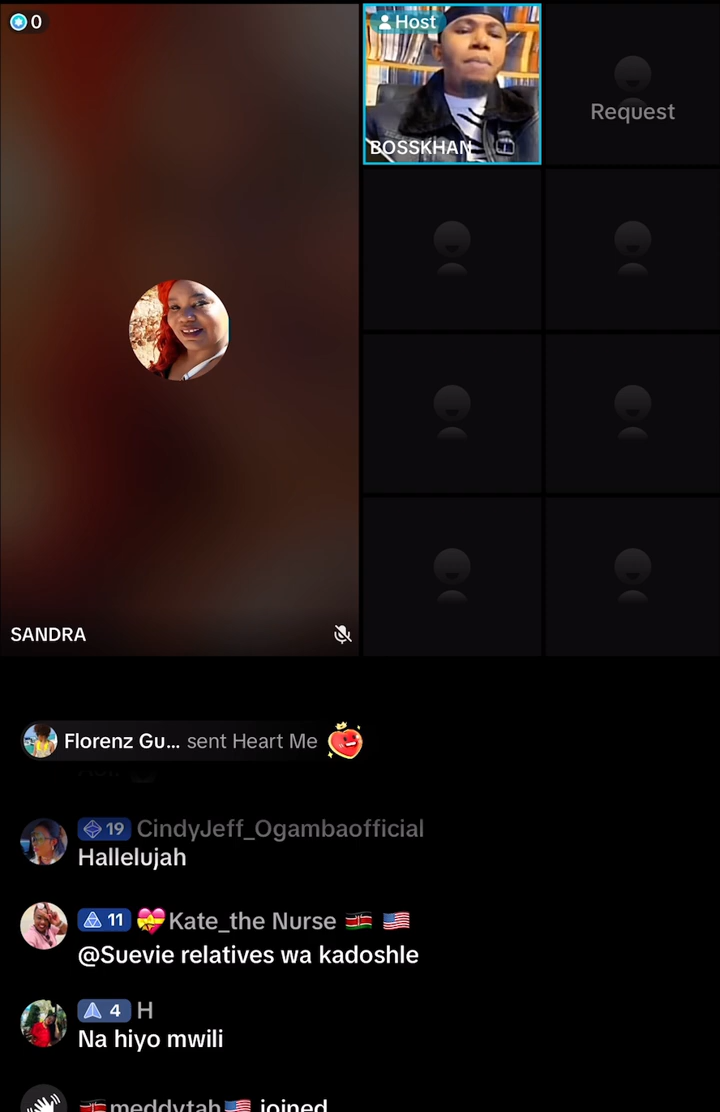 0
Host
BOSSKHAN
Request
SANDRA
Florenz Gu... sent Heart Me
19 CindyJeff_Ogambaofficial
Hallelujah
11 💝Kate_the Nurse 🇰🇪 🇺🇸
@Suevie relatives wa kadoshle
4 H
Na hiyo mwili
🇰🇪meddytah🇺🇸 joined